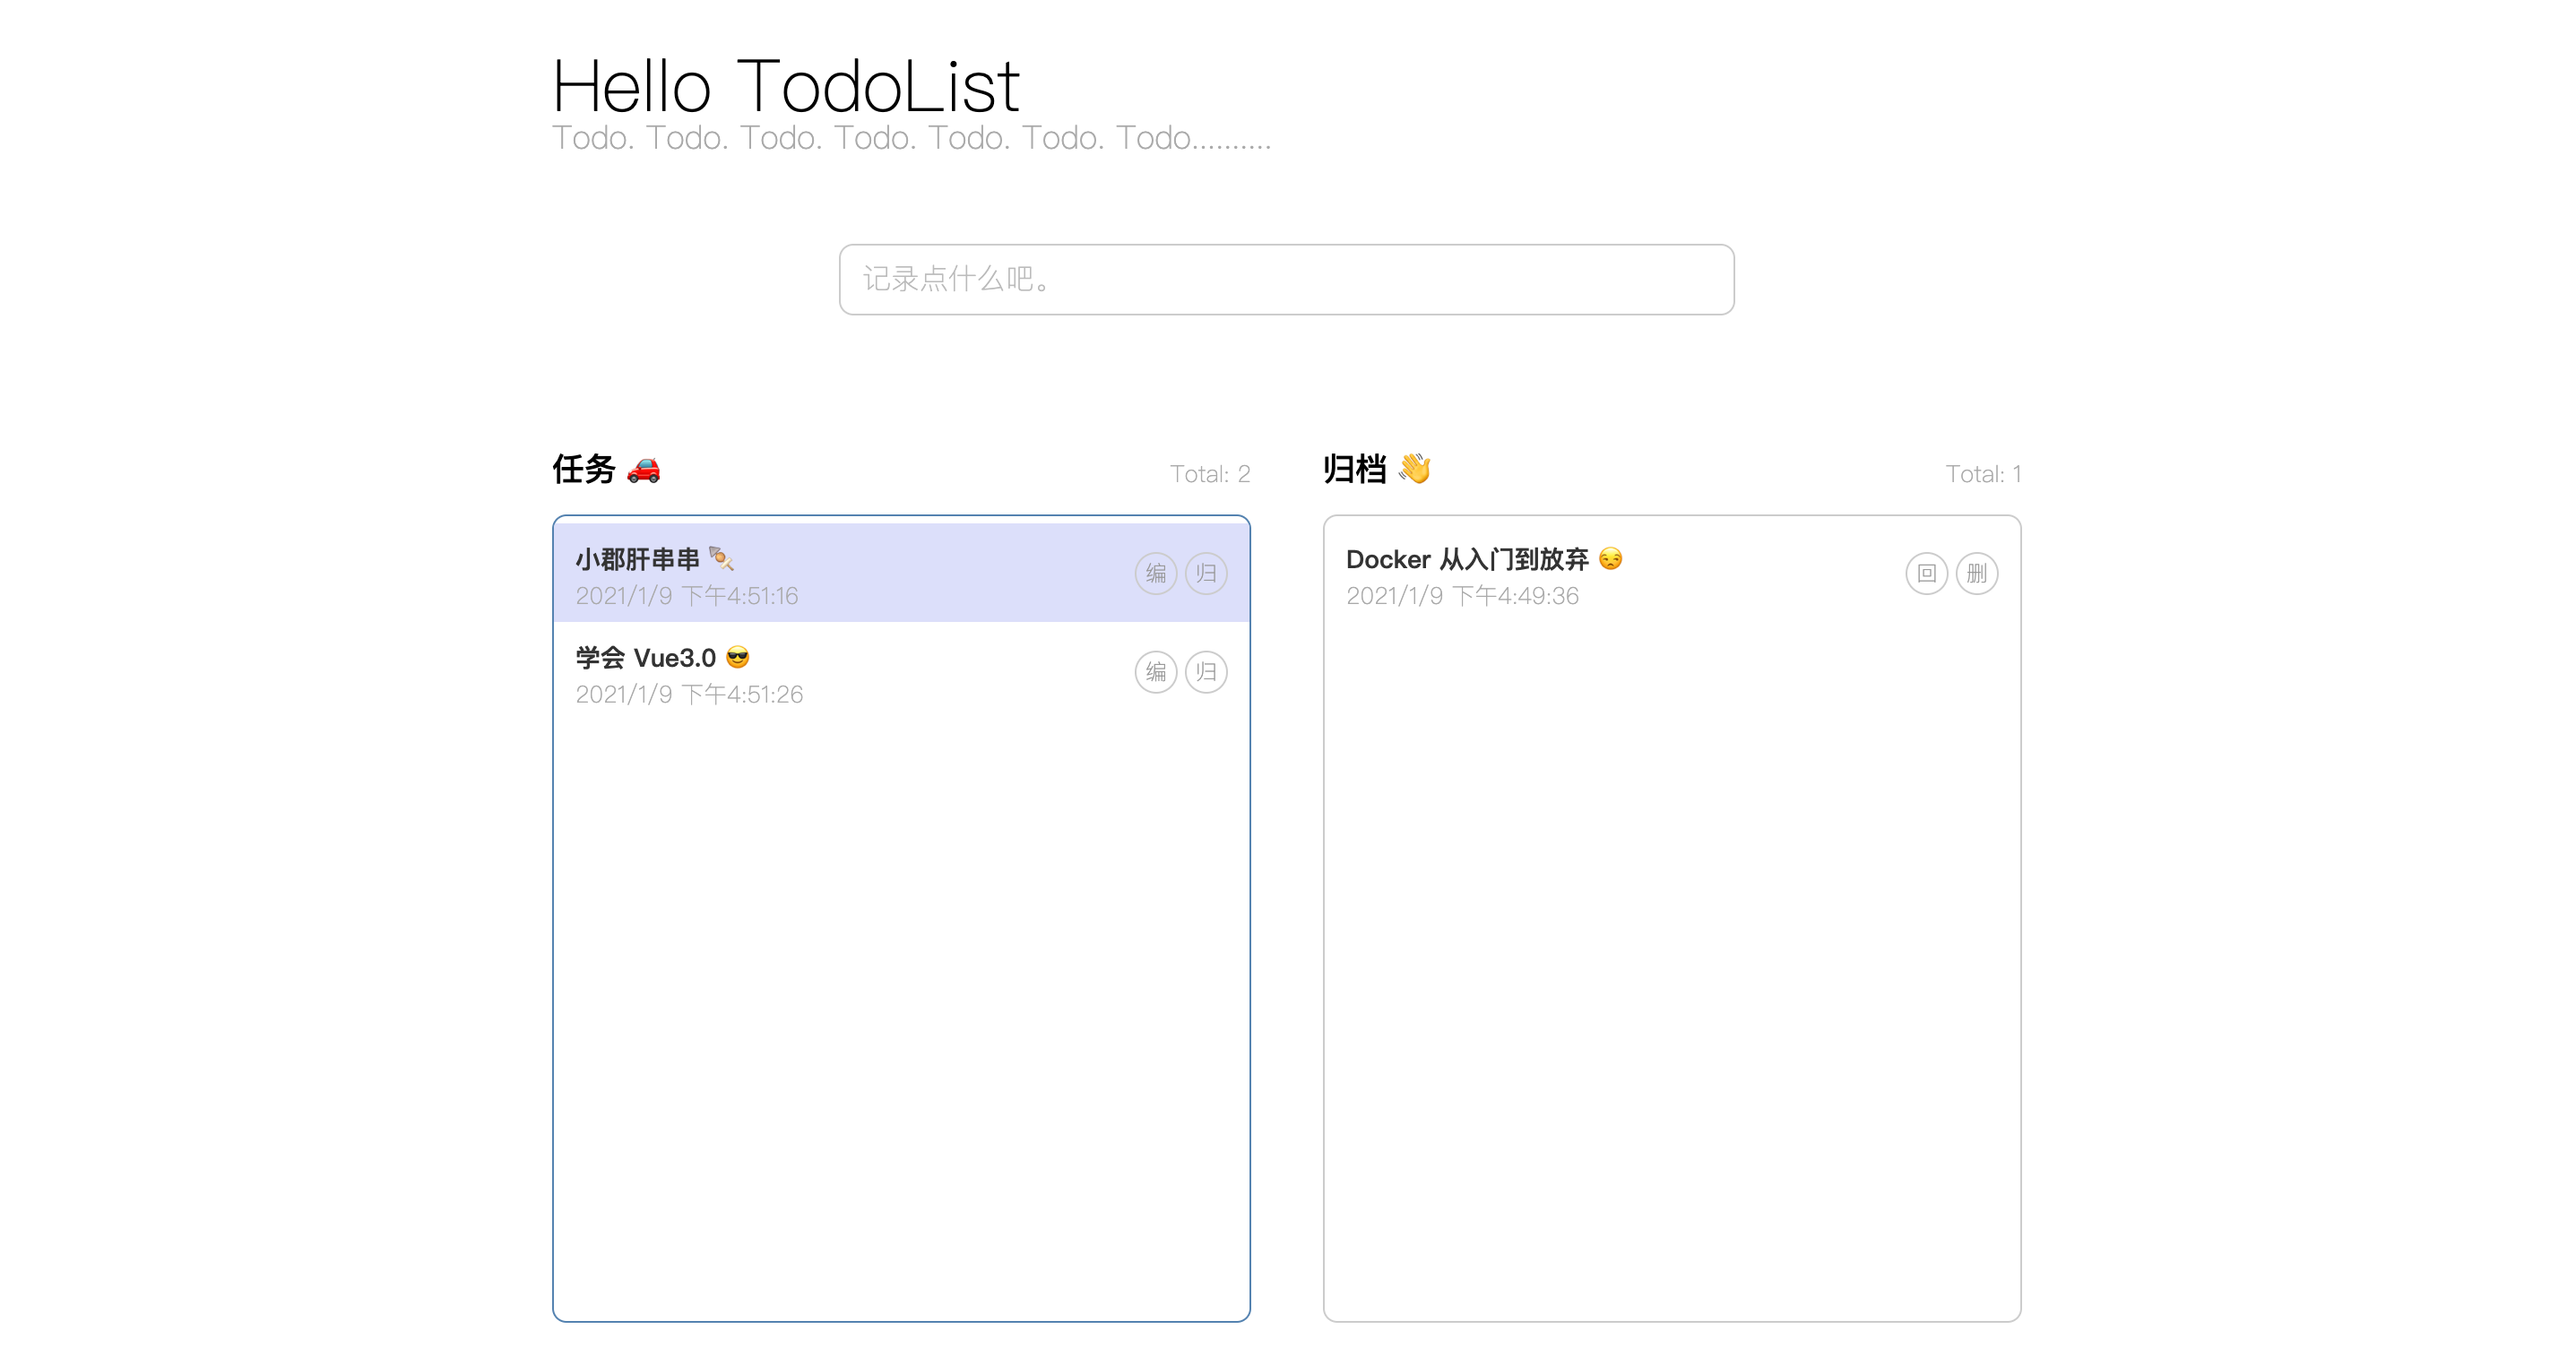 Hello TodoList
Todo. Todo. Todo. Todo. Todo. Todo. Todo..........
记录点什么吧。
任务 🚗 Total: 2
小郡肝串串 🍢
2021/1/9 下午4:51:16
编 归
学会 Vue3.0 😎
2021/1/9 下午4:51:26
编 归
归档 👋 Total: 1
Docker 从入门到放弃 😒
2021/1/9 下午4:49:36
回 删